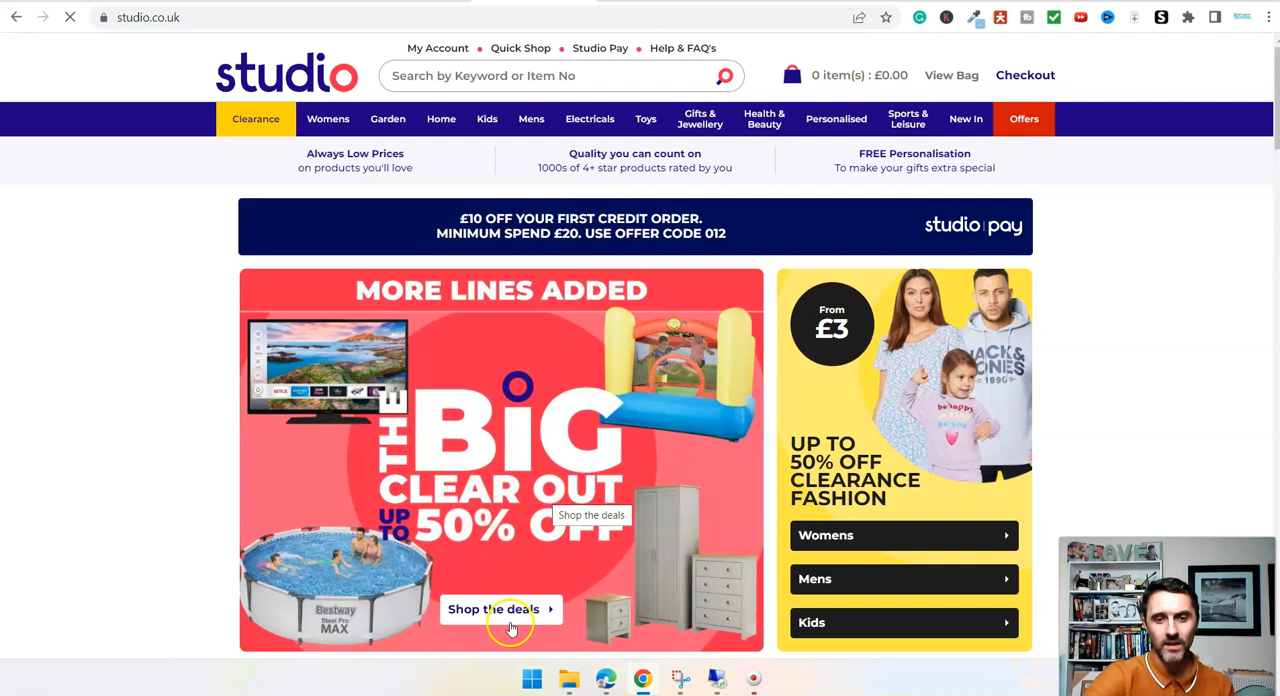 studio.co.uk
My Account • Quick Shop • Studio Pay • Help & FAQ's
studio
Search by Keyword or Item No
0 item(s) : £0.00
View Bag
Checkout
Clearance
Womens
Garden
Home
Kids
Mens
Electricals
Toys
Gifts &
Jewellery
Health &
Beauty
Personalised
Sports &
Leisure
New In
Offers
Always Low Prices
on products you'll love
Quality you can count on
1000s of 4+ star products rated by you
FREE Personalisation
To make your gifts extra special
£10 OFF YOUR FIRST CREDIT ORDER.
MINIMUM SPEND £20. USE OFFER CODE 012
studio | pay
MORE LINES ADDED
THE BiG
CLEAR OUT
UP TO 50% OFF
Shop the deals
Bestway
Steel Pro
MAX
Shop the deals
From
£3
JACK &
JONES
1990
be happy
be you
UP TO
50% OFF
CLEARANCE
FASHION
Womens
Mens
Kids
LOVE